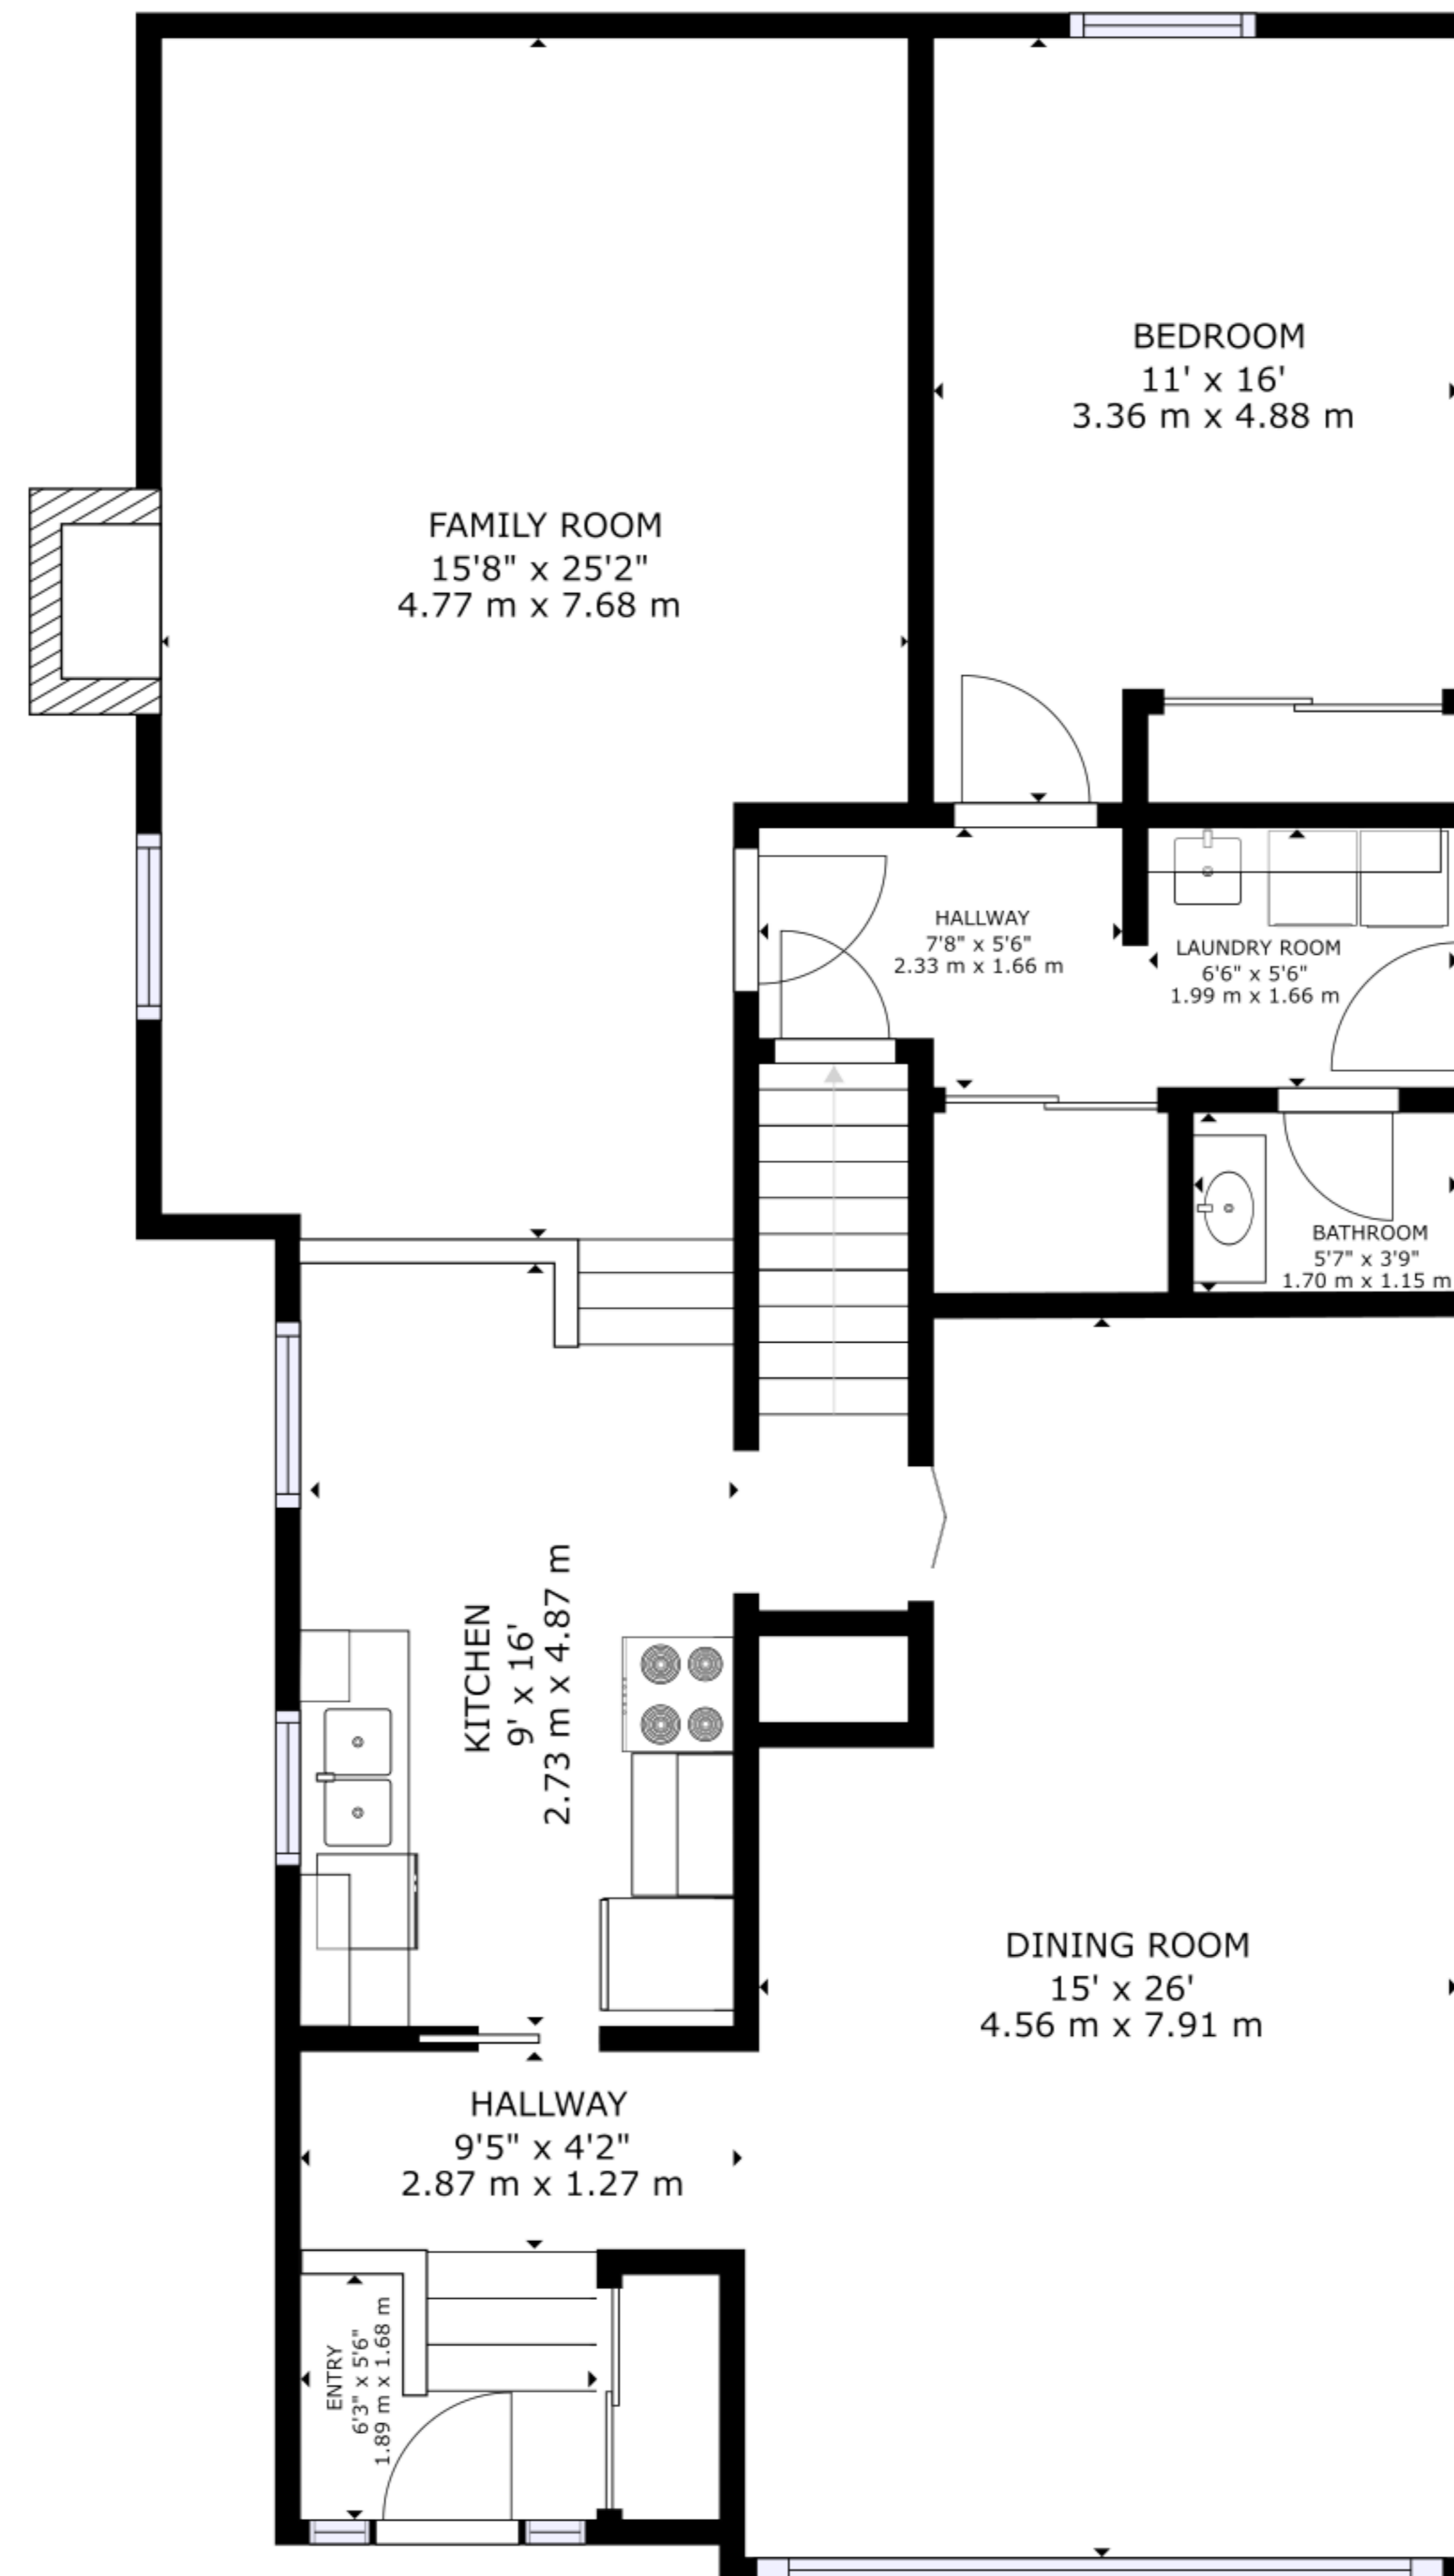 BEDROOM
11' x 16'
3.36 m x 4.88 m
FAMILY ROOM
15'8" x 25'2"
4.77 m x 7.68 m
HALLWAY
7'8" x 5'6"
2.33 m x 1.66 m
LAUNDRY ROOM
6'6" x 5'6"
1.99 m x 1.66 m
BATHROOM
5'7" x 3'9"
1.70 m x 1.15 m
KITCHEN
9' x 16'
2.73 m x 4.87 m
DINING ROOM
15' x 26'
4.56 m x 7.91 m
HALLWAY
9'5" x 4'2"
2.87 m x 1.27 m
ENTRY
6'3" x 5'6"
1.89 m x 1.68 m